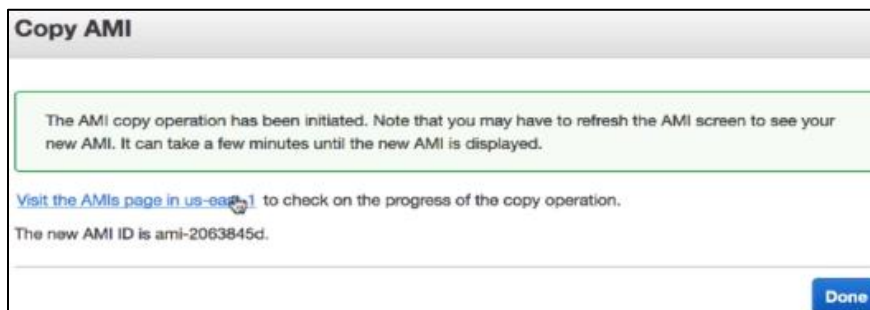 Copy AMI
The AMI copy operation has been initiated. Note that you may have to refresh the AMI screen to see your
new AMI. It can take a few minutes until the new AMI is displayed.
Visit the AMIs page in us-east-1 to check on the progress of the copy operation.
The new AMI ID is ami-2063845d.
Done